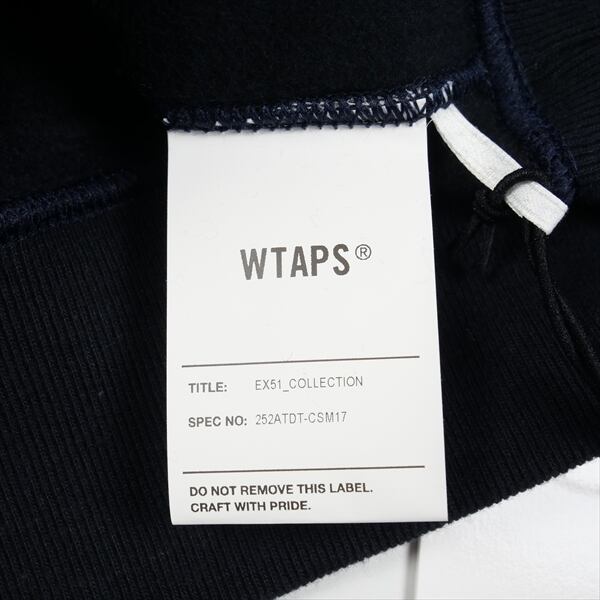 WTAPS®
TITLE: EX51_COLLECTION
SPEC NO: 252ATDT-CSM17
DO NOT REMOVE THIS LABEL.
CRAFT WITH PRIDE.